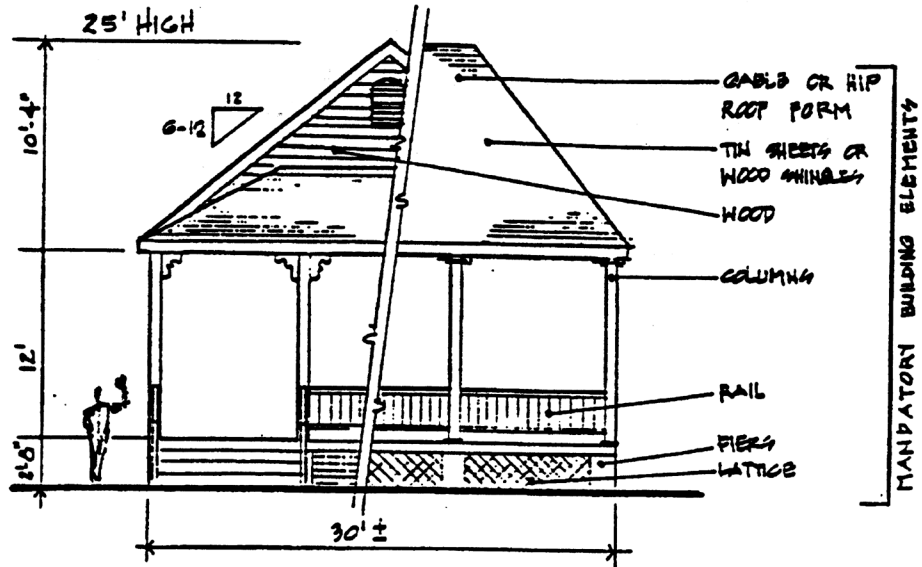 25' HIGH
12
6-12
10'-4"
12'
2'8"
30' ±
GABLE OR HIP
ROOF FORM
TIN SHEETS OR
WOOD SHINGLES
WOOD
COLUMNS
RAIL
PIERS
LATTICE
MANDATORY BUILDING ELEMENTS